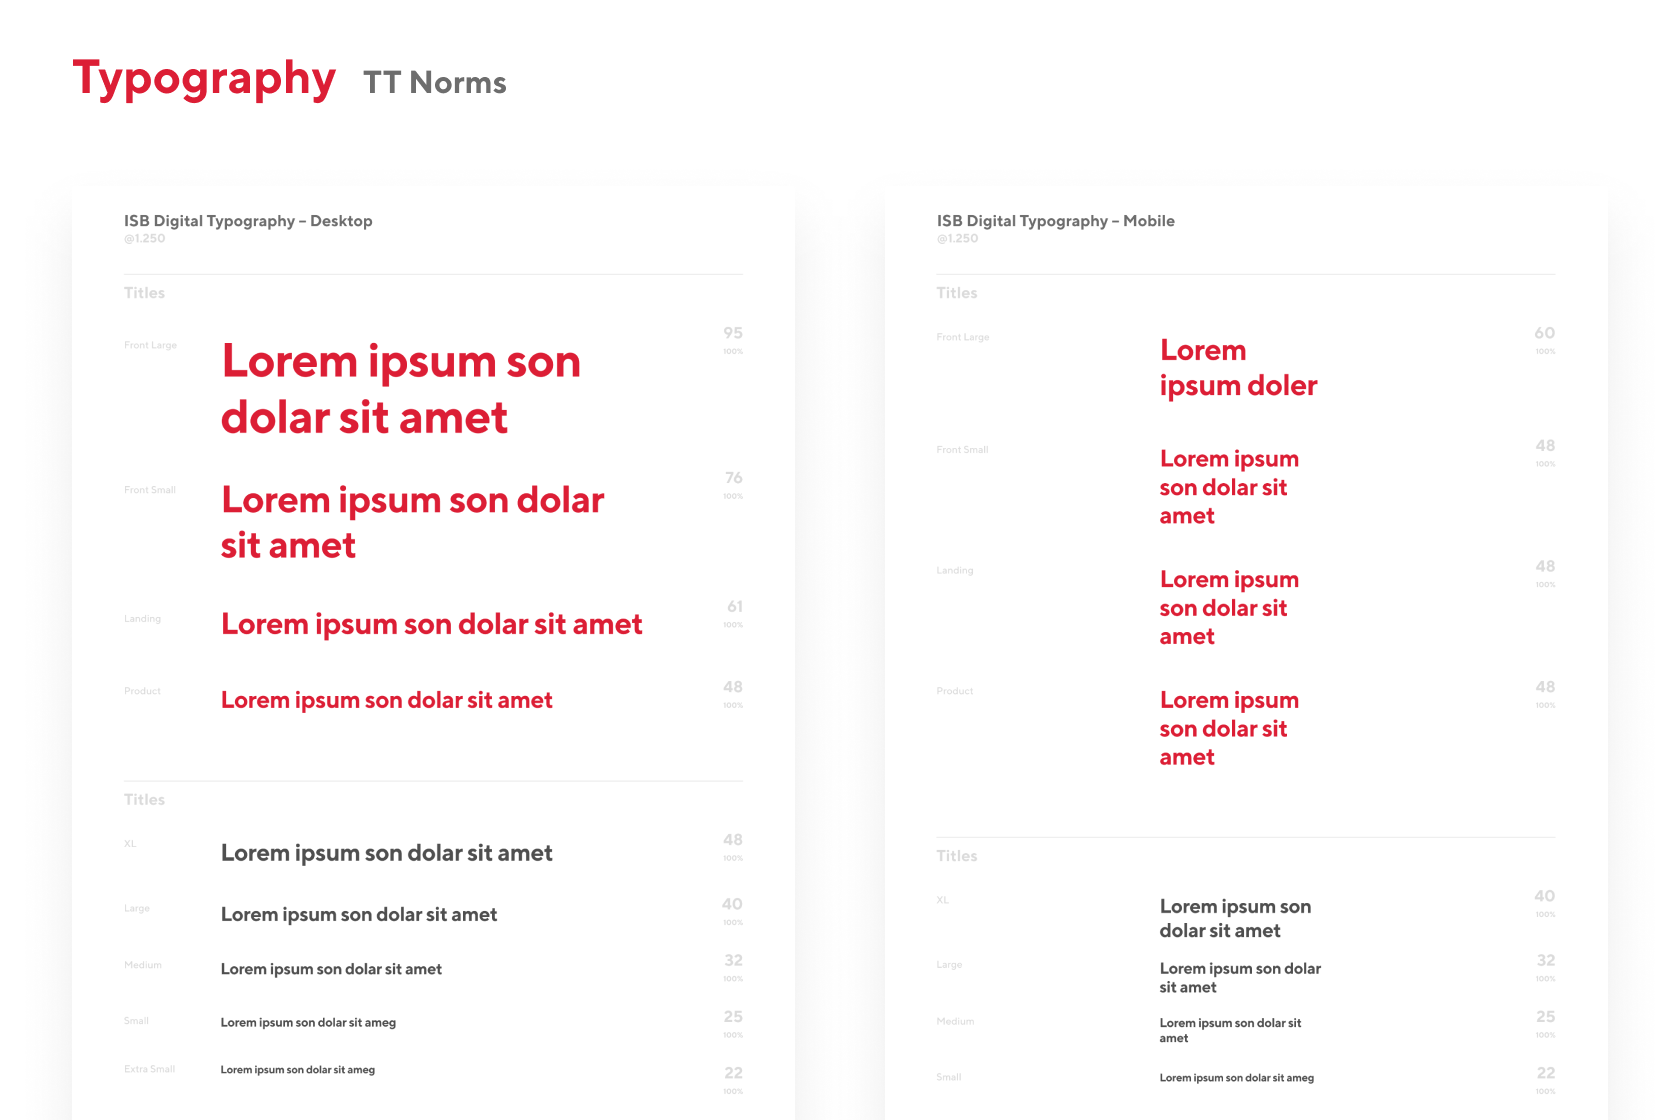 Typography TT Norms
ISB Digital Typography – Desktop
@1.250
Titles
Front Large
Lorem ipsum son
dolar sit amet
95
100%
Front Small
Lorem ipsum son dolar
sit amet
76
100%
Landing
Lorem ipsum son dolar sit amet
61
100%
Product
Lorem ipsum son dolar sit amet
48
100%
Titles
XL
Lorem ipsum son dolar sit amet
48
100%
Large
Lorem ipsum son dolar sit amet
40
100%
Medium
Lorem ipsum son dolar sit amet
32
100%
Small
Lorem ipsum son dolar sit ameg
25
100%
Extra Small
Lorem ipsum son dolar sit ameg
22
100%
ISB Digital Typography – Mobile
@1.250
Titles
Front Large
Lorem
ipsum doler
60
100%
Front Small
Lorem ipsum
son dolar sit
amet
48
100%
Landing
Lorem ipsum
son dolar sit
amet
48
100%
Product
Lorem ipsum
son dolar sit
amet
48
100%
Titles
XL
Lorem ipsum son
dolar sit amet
40
100%
Large
Lorem ipsum son dolar
sit amet
32
100%
Medium
Lorem ipsum son dolar sit
amet
25
100%
Small
Lorem ipsum son dolar sit ameg
22
100%